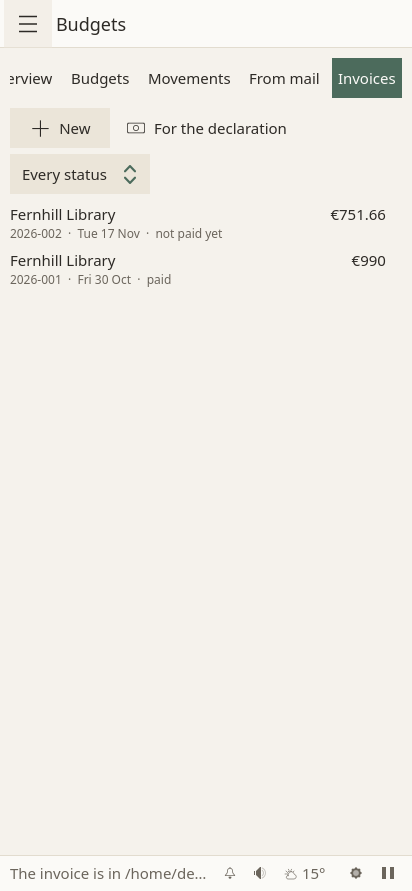 Budgets
erview Budgets Movements From mail Invoices
New For the declaration
Every status
Fernhill Library €751.66
2026-002 · Tue 17 Nov · not paid yet
Fernhill Library €990
2026-001 · Fri 30 Oct · paid
The invoice is in /home/de... 15°